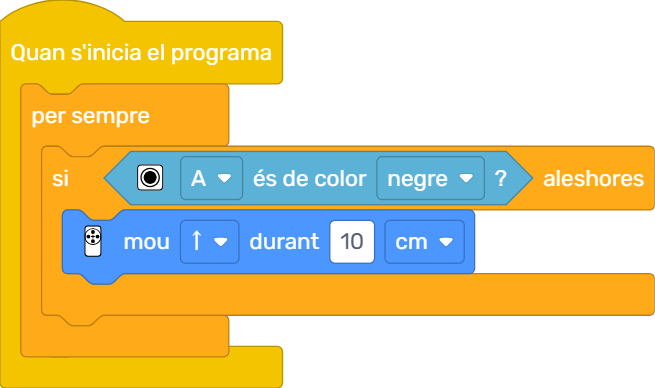 Quan s'inicia el programa
per sempre
si A és de color negre ? aleshores
mou ↑ durant 10 cm